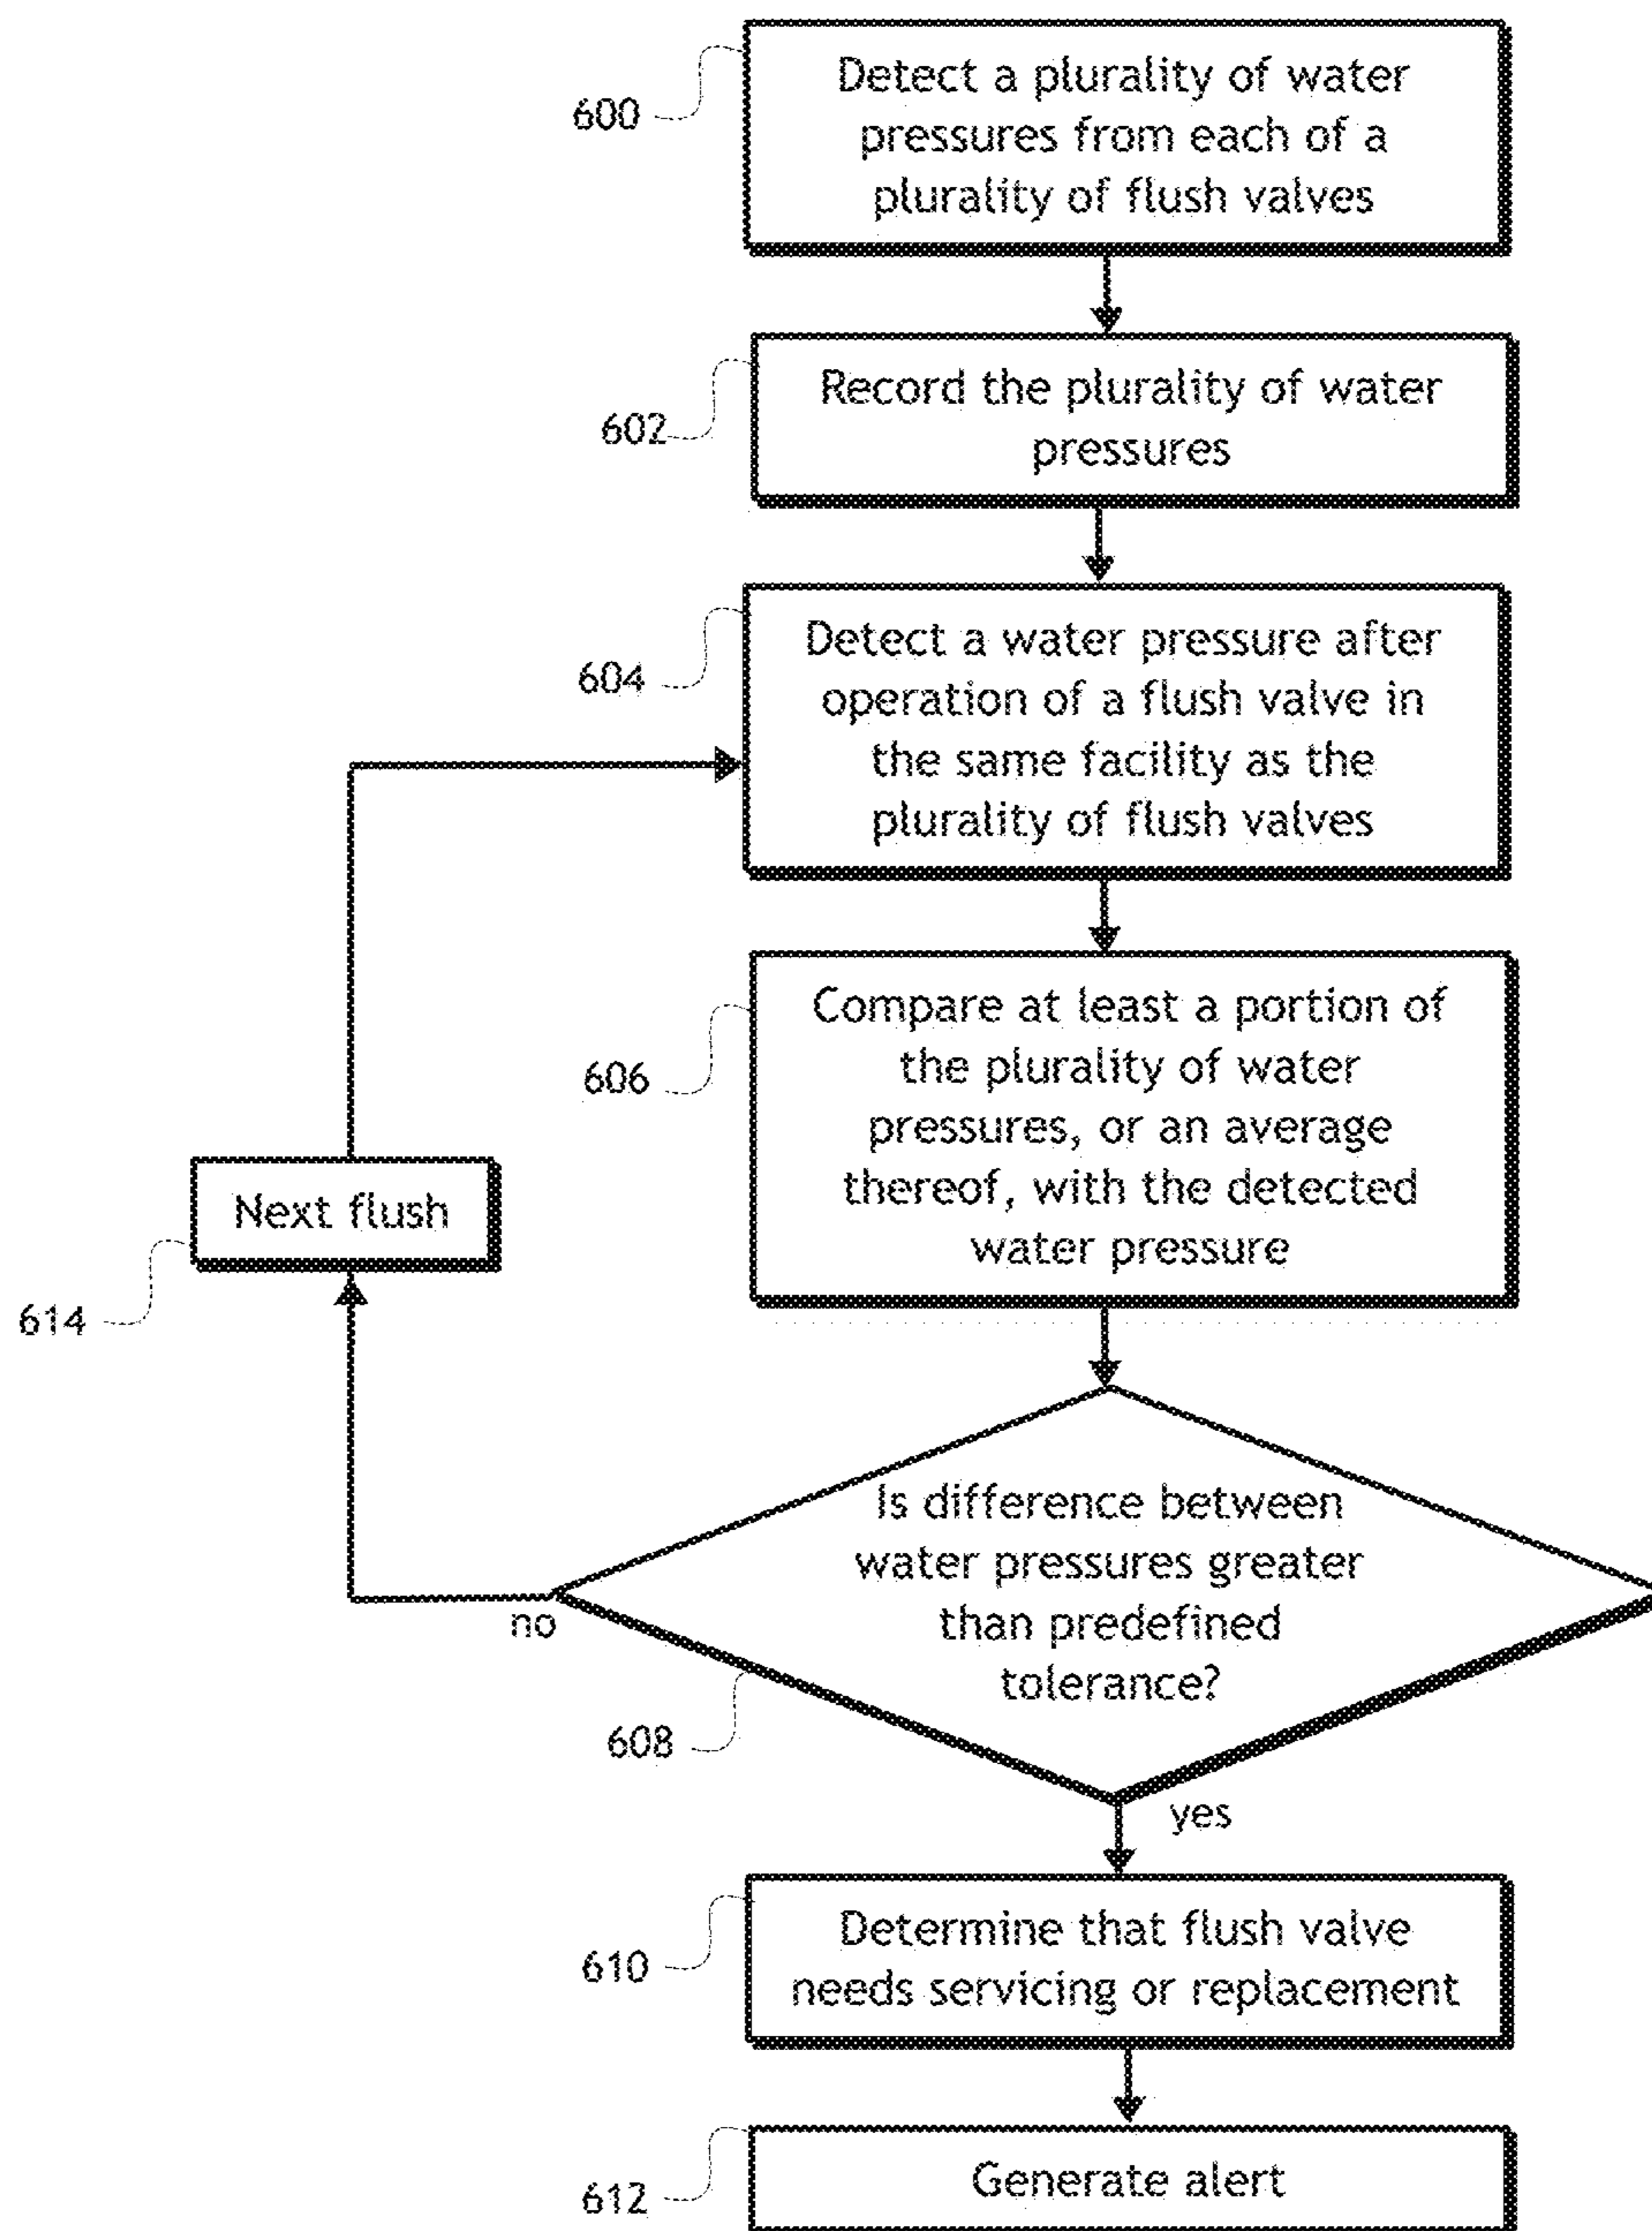 600
Detect a plurality of water
pressures from each of a
plurality of flush valves
602
Record the plurality of water
pressures
604
Detect a water pressure after
operation of a flush valve in
the same facility as the
plurality of flush valves
606
Compare at least a portion of
the plurality of water
pressures, or an average
thereof, with the detected
water pressure
Next flush
614
Is difference between
water pressures greater
than predefined
tolerance?
no
608
yes
610
Determine that flush valve
needs servicing or replacement
612
Generate alert